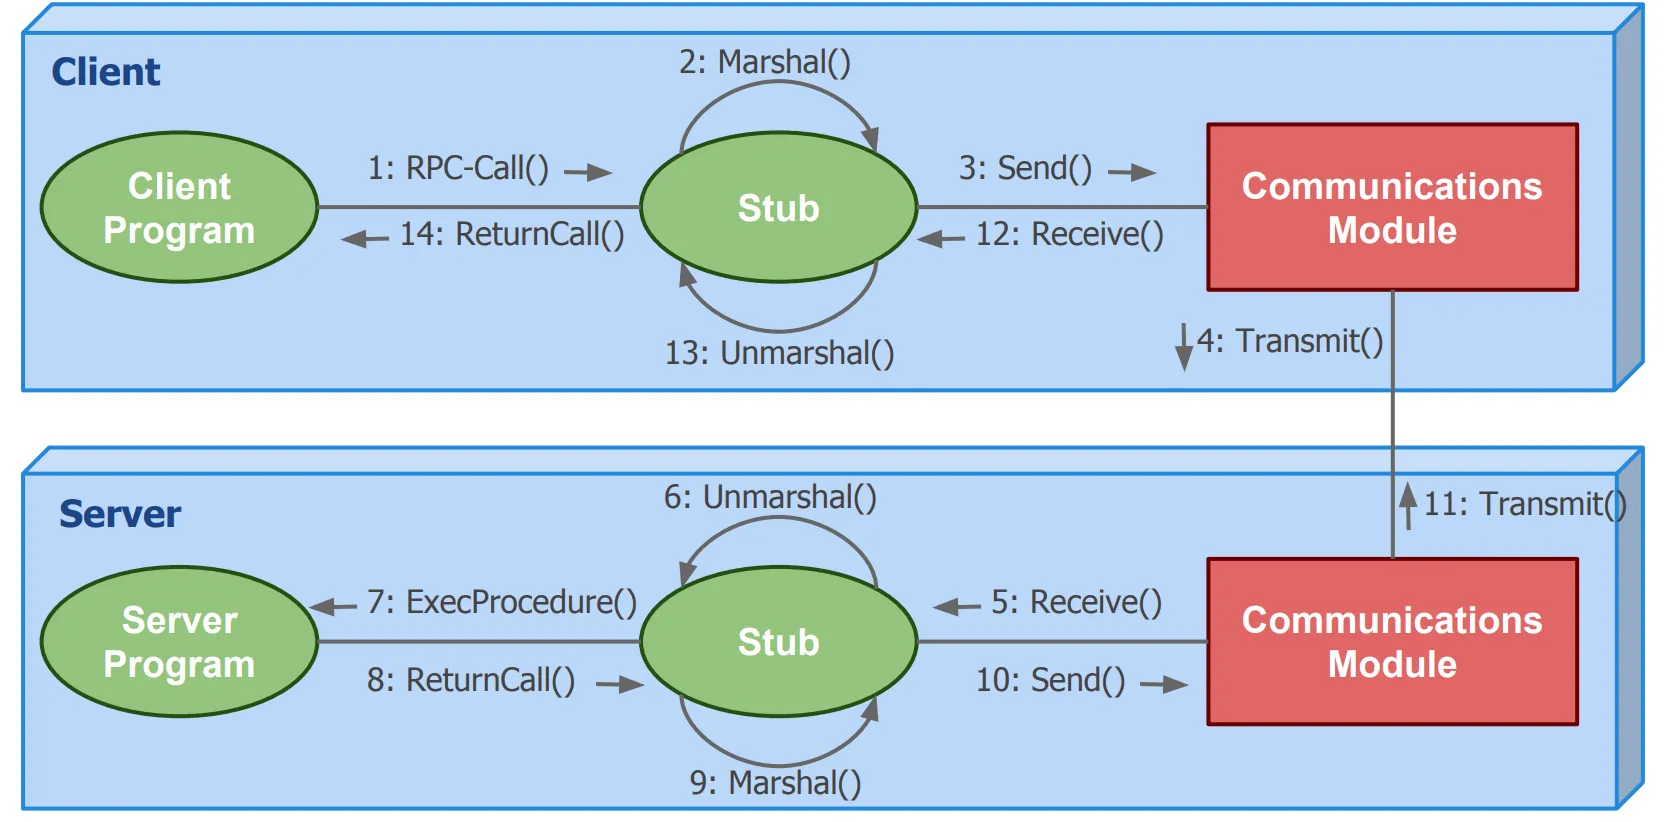 Client
2: Marshal()
Client
Program
1: RPC-Call()
14: ReturnCall()
Stub
3: Send()
12: Receive()
Communications
Module
13: Unmarshal()
4: Transmit()
Server
6: Unmarshal()
11: Transmit()
Server
Program
7: ExecProcedure()
8: ReturnCall()
Stub
5: Receive()
10: Send()
Communications
Module
9: Marshal()